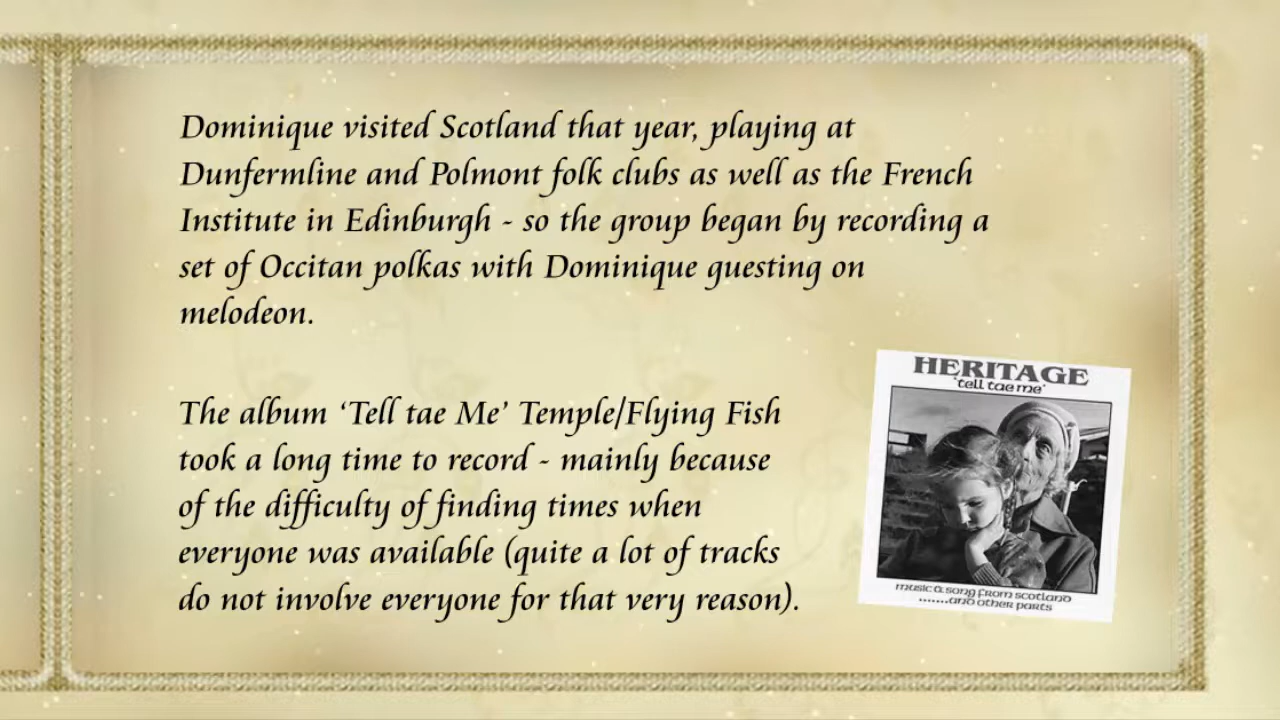 Dominique visited Scotland that year, playing at
Dunfermline and Polmont folk clubs as well as the French
Institute in Edinburgh - so the group began by recording a
set of Occitan polkas with Dominique guesting on
melodeon.
The album ‘Tell tae Me’ Temple/Flying Fish
took a long time to record - mainly because
of the difficulty of finding times when
everyone was available (quite a lot of tracks
do not involve everyone for that very reason).
HERITAGE
'tell tae me'
music & song from scotland
.......and other parts